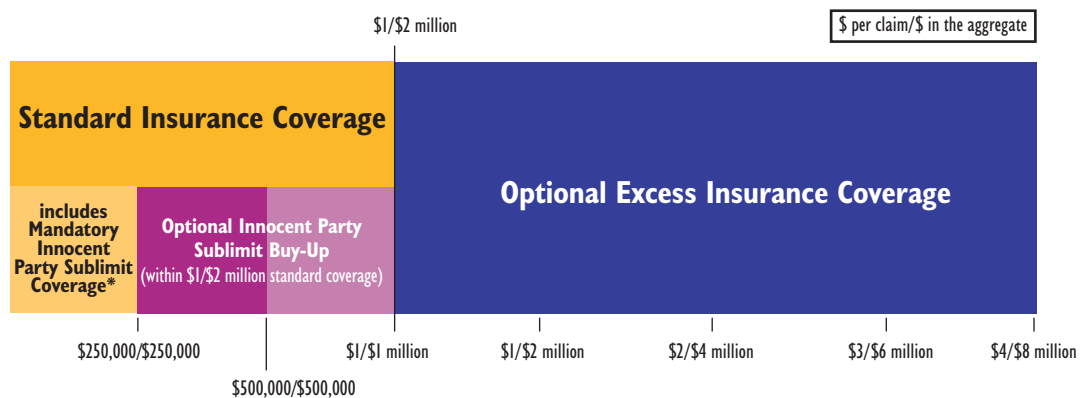 $1/$2 million
$ per claim/$ in the aggregate
Standard Insurance Coverage
Optional Excess Insurance Coverage
includes
Mandatory
Innocent
Party Sublimit
Coverage*
Optional Innocent Party
Sublimit Buy-Up
(within $1/$2 million standard coverage)
$250,000/$250,000
$500,000/$500,000
$1/$1 million
$1/$2 million
$2/$4 million
$3/$6 million
$4/$8 million